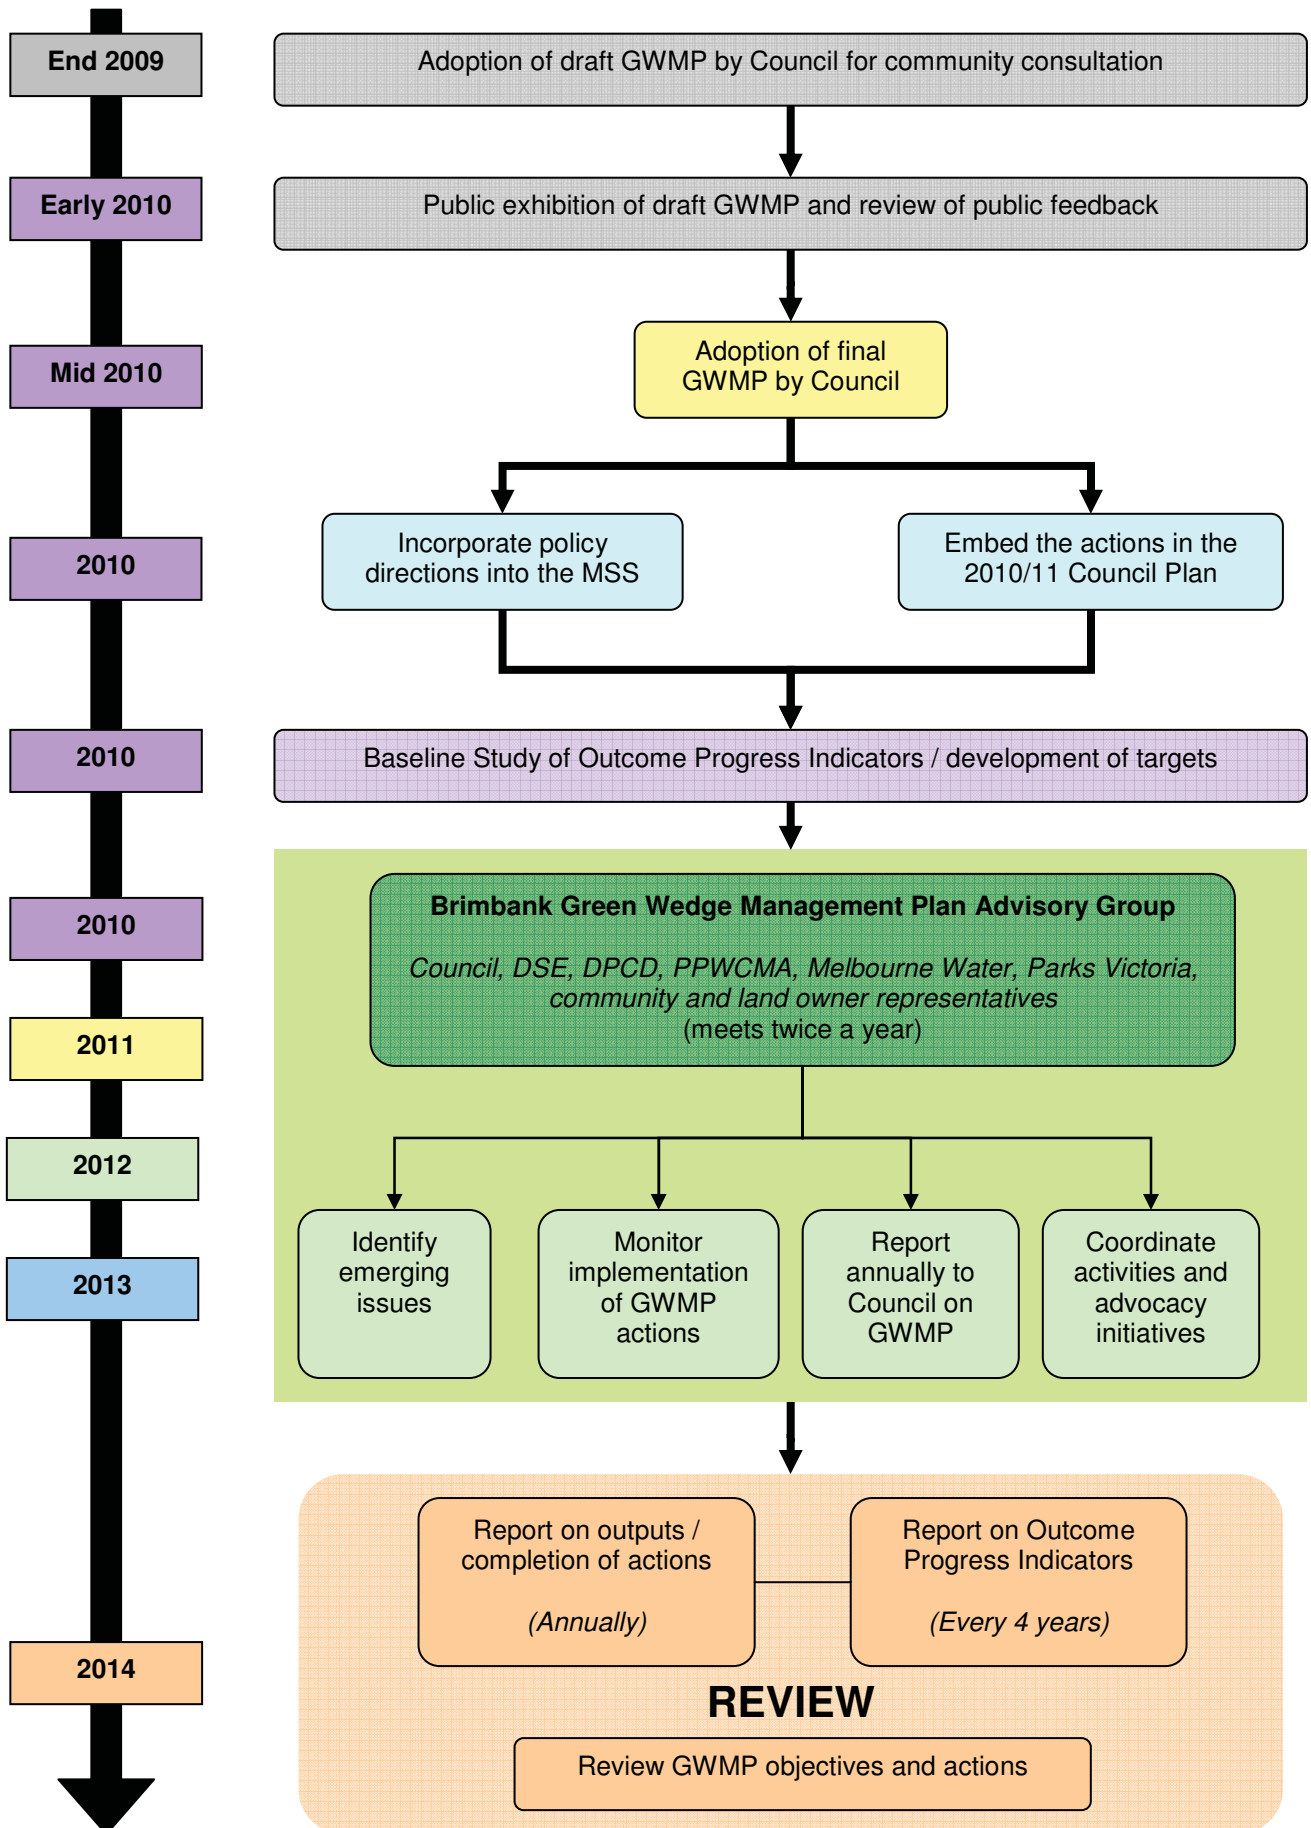 End 2009
Adoption of draft GWMP by Council for community consultation
Early 2010
Public exhibition of draft GWMP and review of public feedback
Mid 2010
Adoption of final
GWMP by Council
2010
Incorporate policy
directions into the MSS
Embed the actions in the
2010/11 Council Plan
2010
Baseline Study of Outcome Progress Indicators / development of targets
2010
Brimbank Green Wedge Management Plan Advisory Group
Council, DSE, DPCD, PPWCMA, Melbourne Water, Parks Victoria,
community and land owner representatives
(meets twice a year)
2011
2012
2013
Identify
emerging
issues
Monitor
implementation
of GWMP
actions
Report
annually to
Council on
GWMP
Coordinate
activities and
advocacy
initiatives
2014
Report on outputs /
completion of actions
(Annually)
Report on Outcome
Progress Indicators
(Every 4 years)
REVIEW
Review GWMP objectives and actions